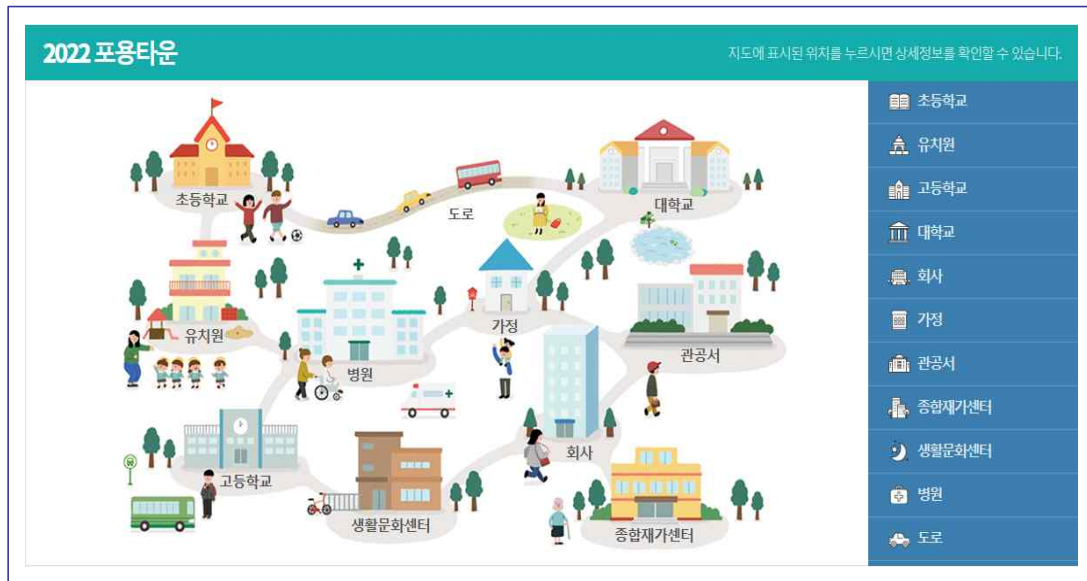 2022 포용타운
지도에 표시된 위치를 누르시면 상세정보를 확인할 수 있습니다.
초등학교
도로
대학교
유치원
병원
가정
관공서
고등학교
생활문화센터
회사
종합재가센터
초등학교
유치원
고등학교
대학교
회사
가정
관공서
종합재가센터
생활문화센터
병원
도로